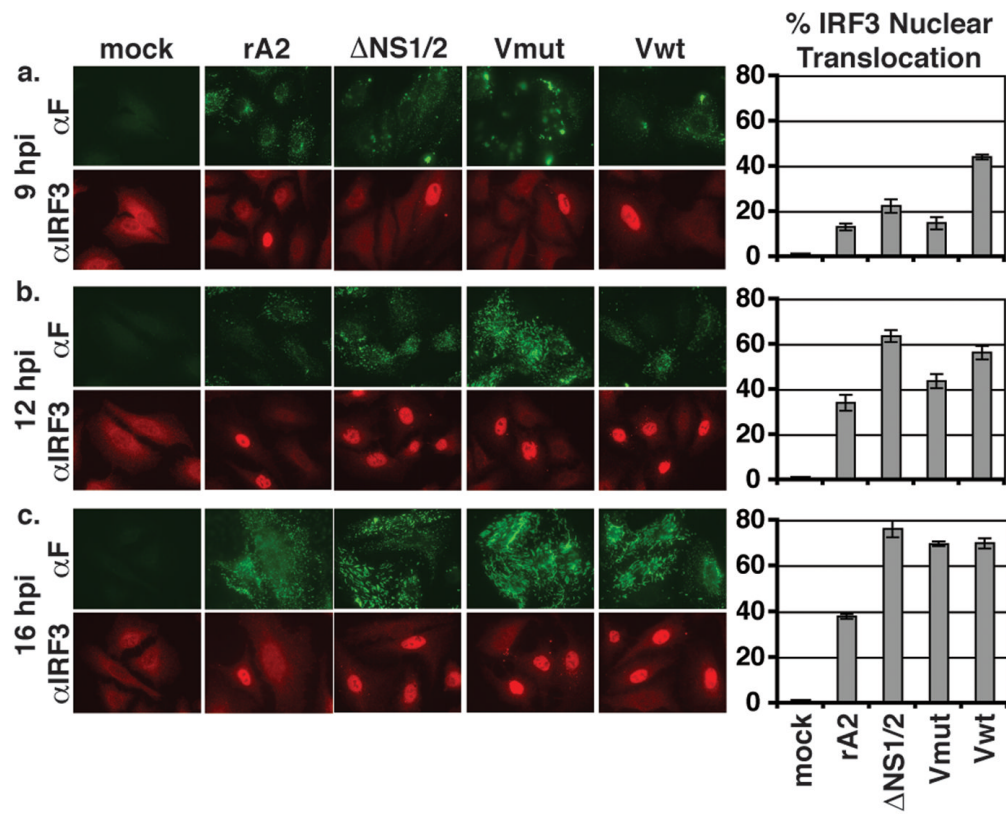 mock rA2 ΔNS1/2 Vmut Vwt
% IRF3 Nuclear
Translocation
a.
9 hpi
αF
αIRF3
80
60
40
20
0
b.
12 hpi
αF
αIRF3
80
60
40
20
0
c.
16 hpi
αF
αIRF3
80
60
40
20
0
mock
rA2
ΔNS1/2
Vmut
Vwt